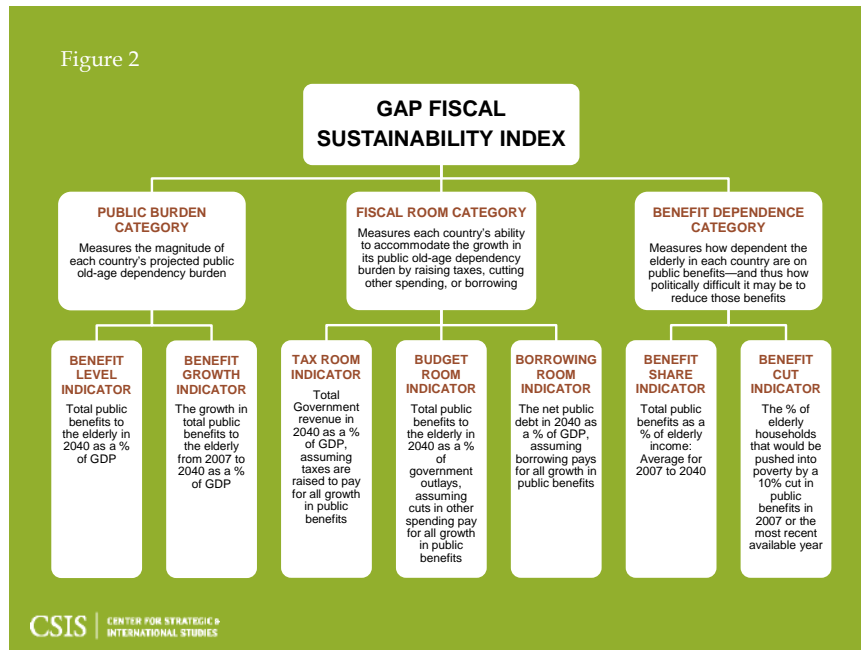 Figure 2
GAP FISCAL
SUSTAINABILITY INDEX
PUBLIC BURDEN
CATEGORY
Measures the magnitude of
each country's projected public
old-age dependency burden
FISCAL ROOM CATEGORY
Measures each country's ability
to accommodate the growth in
its public old-age dependency
burden by raising taxes, cutting
other spending, or borrowing
BENEFIT DEPENDENCE
CATEGORY
Measures how dependent the
elderly in each country are on
public benefits—and thus how
politically difficult it may be to
reduce those benefits
BENEFIT
LEVEL
INDICATOR
Total public
benefits to
the elderly in
2040 as a %
of GDP
BENEFIT
GROWTH
INDICATOR
The growth in
total public
benefits to
the elderly
from 2007 to
2040 as a %
of GDP
TAX ROOM
INDICATOR
Total
Government
revenue in
2040 as a %
of GDP,
assuming
taxes are
raised to pay
for all growth
in public
benefits
BUDGET
ROOM
INDICATOR
Total public
benefits to
the elderly in
2040 as a %
of
government
outlays,
assuming
cuts in other
spending pay
for all growth
in public
benefits
BORROWING
ROOM
INDICATOR
The net public
debt in 2040 as
a % of GDP,
assuming
borrowing pays
for all growth in
public benefits
BENEFIT
SHARE
INDICATOR
Total public
benefits as a
% of elderly
income:
Average for
2007 to 2040
BENEFIT
CUT
INDICATOR
The % of
elderly
households
that would be
pushed into
poverty by a
10% cut in
public
benefits in
2007 or the
most recent
available year
CSIS
CENTER FOR STRATEGIC &
INTERNATIONAL STUDIES